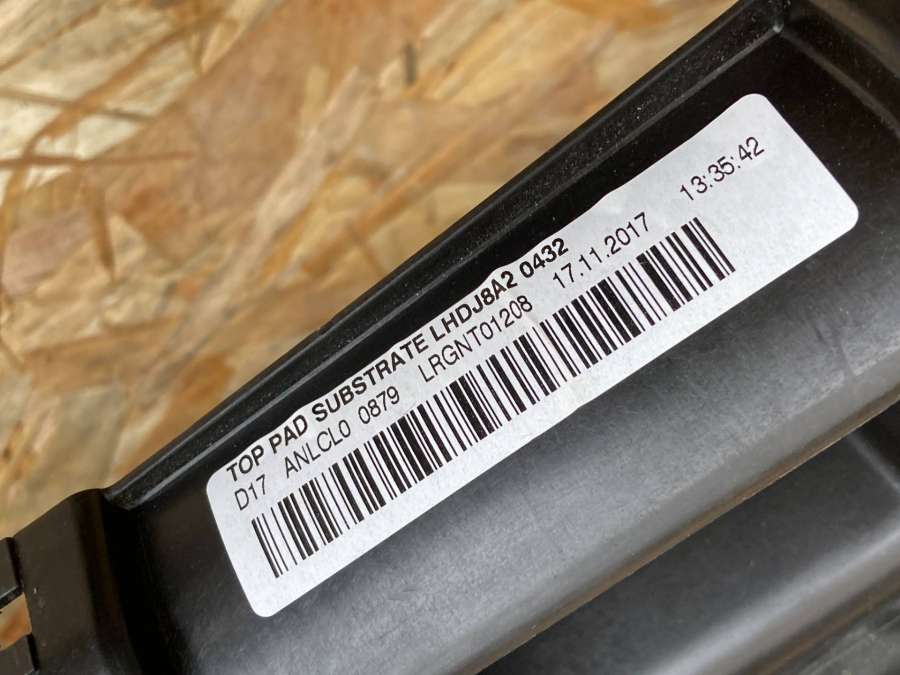 TOP PAD SUBSTRATE LHDJ8A2 0432
D17 ANLCL0 0879 LRGNT01208 17.11.2017 13:35:42